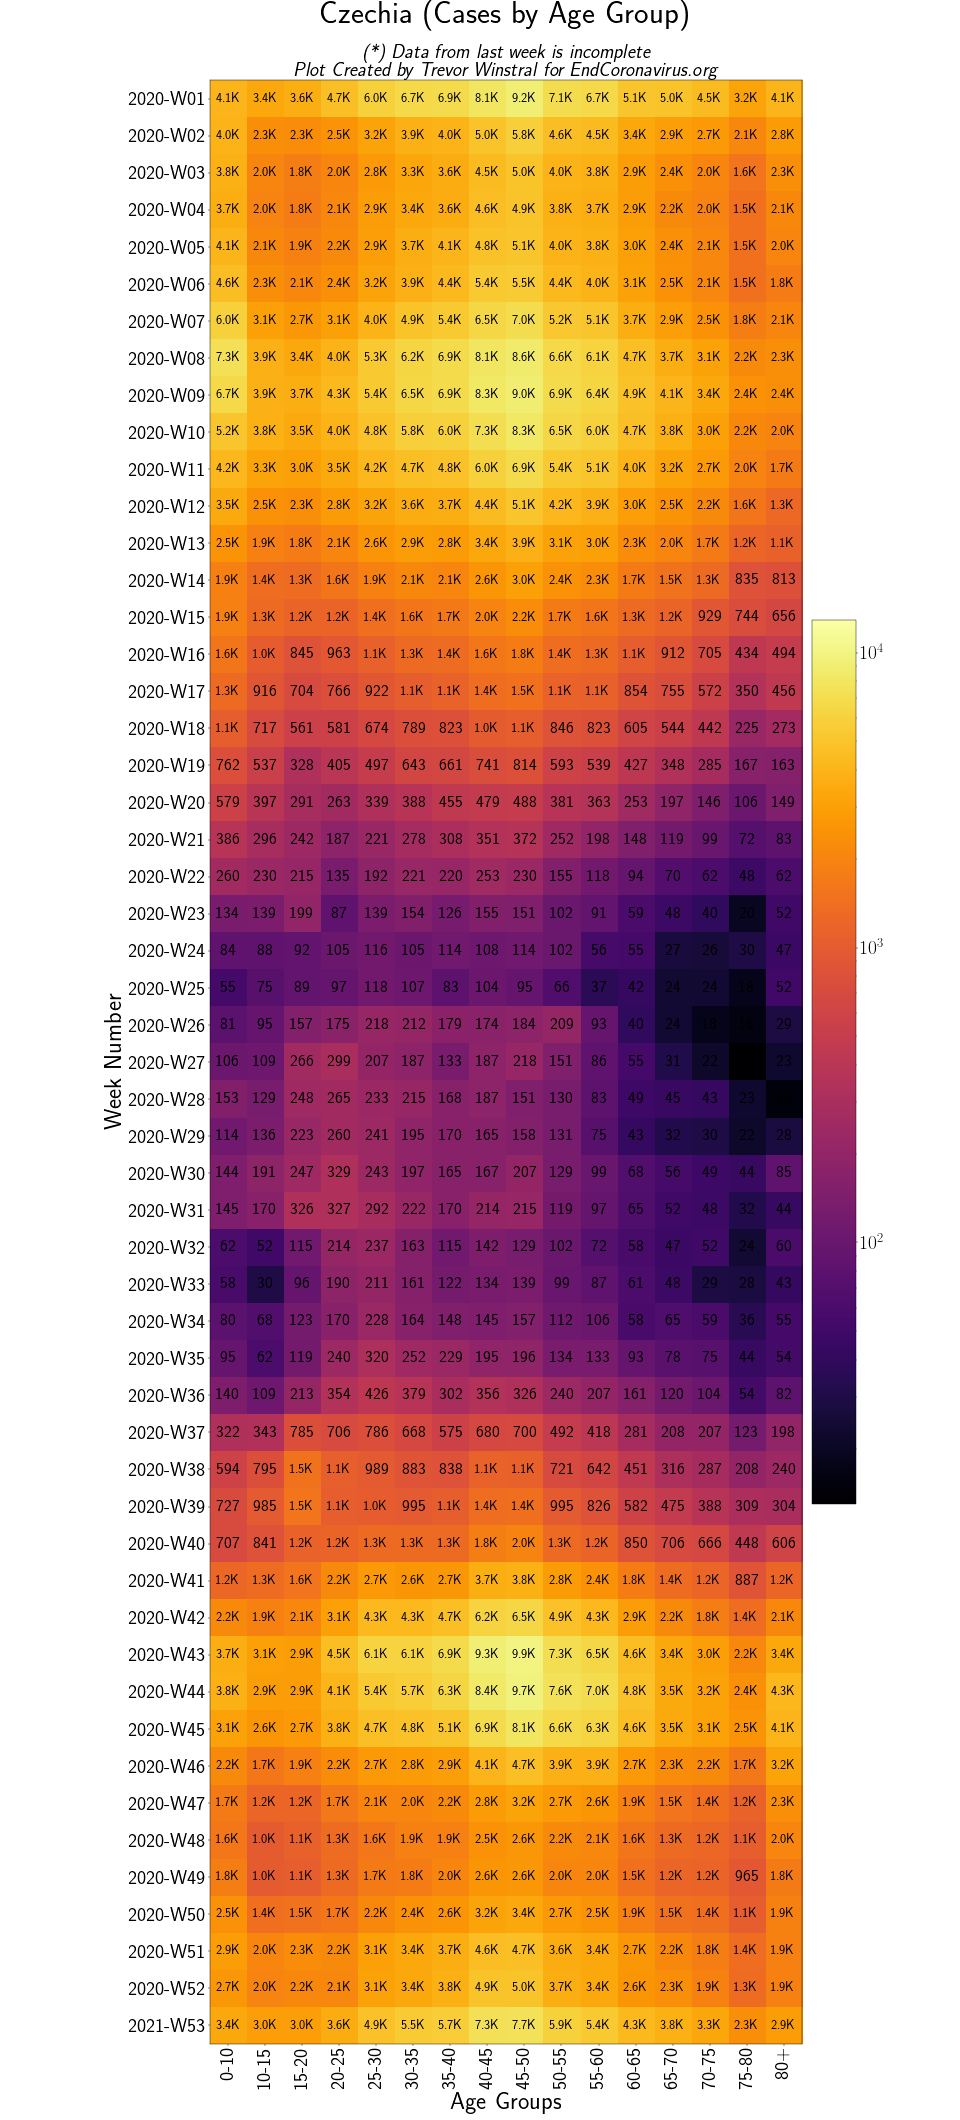 Czechia (Cases by Age Group)
(*) Data from last week is incomplete
Plot Created by Trevor Winstral for EndCoronavirus.org
2020-W01 4.1K 3.4K 3.6K 4.7K 6.0K 6.7K 6.9K 8.1K 9.2K 7.1K 6.7K 5.1K 5.0K 4.5K 3.2K 4.1K
2020-W02 4.0K 2.3K 2.3K 2.5K 3.2K 3.9K 4.0K 5.0K 5.8K 4.6K 4.5K 3.4K 2.9K 2.7K 2.1K 2.8K
2020-W03 3.8K 2.0K 1.8K 2.0K 2.8K 3.3K 3.6K 4.5K 5.0K 4.0K 3.8K 2.9K 2.4K 2.0K 1.6K 2.3K
2020-W04 3.7K 2.0K 1.8K 2.1K 2.9K 3.4K 3.6K 4.6K 4.9K 3.8K 3.7K 2.9K 2.2K 2.0K 1.5K 2.1K
2020-W05 4.1K 2.1K 1.9K 2.2K 2.9K 3.7K 4.1K 4.8K 5.1K 4.0K 3.8K 3.0K 2.4K 2.1K 1.5K 2.0K
2020-W06 4.6K 2.3K 2.1K 2.4K 3.2K 3.9K 4.4K 5.4K 5.5K 4.4K 4.0K 3.1K 2.5K 2.1K 1.5K 1.8K
2020-W07 6.0K 3.1K 2.7K 3.1K 4.0K 4.9K 5.4K 6.5K 7.0K 5.2K 5.1K 3.7K 2.9K 2.5K 1.8K 2.1K
2020-W08 7.3K 3.9K 3.4K 4.0K 5.3K 6.2K 6.9K 8.1K 8.6K 6.6K 6.1K 4.7K 3.7K 3.1K 2.2K 2.3K
2020-W09 6.7K 3.9K 3.7K 4.3K 5.4K 6.5K 6.9K 8.3K 9.0K 6.9K 6.4K 4.9K 4.1K 3.4K 2.4K 2.4K
2020-W10 5.2K 3.8K 3.5K 4.0K 4.8K 5.8K 6.0K 7.3K 8.3K 6.5K 6.0K 4.7K 3.8K 3.0K 2.2K 2.0K
2020-W11 4.2K 3.3K 3.0K 3.5K 4.2K 4.7K 4.8K 6.0K 6.9K 5.4K 5.1K 4.0K 3.2K 2.7K 2.0K 1.7K
2020-W12 3.5K 2.5K 2.3K 2.8K 3.2K 3.6K 3.7K 4.4K 5.1K 4.2K 3.9K 3.0K 2.5K 2.2K 1.6K 1.3K
2020-W13 2.5K 1.9K 1.8K 2.1K 2.6K 2.9K 2.8K 3.4K 3.9K 3.1K 3.0K 2.3K 2.0K 1.7K 1.2K 1.1K
2020-W14 1.9K 1.4K 1.3K 1.6K 1.9K 2.1K 2.1K 2.6K 3.0K 2.4K 2.3K 1.7K 1.5K 1.3K 835 813
2020-W15 1.9K 1.3K 1.2K 1.2K 1.4K 1.6K 1.7K 2.0K 2.2K 1.7K 1.6K 1.3K 1.2K 929 744 656
2020-W16 1.6K 1.0K 845 963 1.1K 1.3K 1.4K 1.6K 1.8K 1.4K 1.3K 1.1K 912 705 434 494
2020-W17 1.3K 916 704 766 922 1.1K 1.1K 1.4K 1.5K 1.1K 1.1K 854 755 572 350 456
2020-W18 1.1K 717 561 581 674 789 823 1.0K 1.1K 846 823 605 544 442 225 273
2020-W19 762 537 328 405 497 643 661 741 814 593 539 427 348 285 167 163
2020-W20 579 397 291 263 339 388 455 479 488 381 363 253 197 146 106 149
2020-W21 386 296 242 187 221 278 308 351 372 252 198 148 119 99 72 83
2020-W22 260 230 215 135 192 221 220 253 230 155 118 94 70 62 48 62
2020-W23 134 139 199 87 139 154 126 155 151 102 91 59 48 40 20 52
2020-W24 84 88 92 105 116 105 114 108 114 102 56 55 27 26 30 47
2020-W25 55 75 89 97 118 107 83 104 95 66 37 42 24 24 18 52
2020-W26 81 95 157 175 218 212 179 174 184 209 93 40 24 29
2020-W27 106 109 266 299 207 187 133 187 218 151 86 55 31 22 23
2020-W28 153 129 248 265 233 215 168 187 151 130 83 49 45 43 23
2020-W29 114 136 223 260 241 195 170 165 158 131 75 43 32 30 22 28
2020-W30 144 191 247 329 243 197 165 167 207 129 99 68 56 49 44 85
2020-W31 145 170 326 327 292 222 170 214 215 119 97 65 52 48 32 44
2020-W32 62 52 115 214 237 163 115 142 129 102 72 58 47 52 24 60
2020-W33 58 30 96 190 211 161 122 134 139 99 87 61 48 29 28 43
2020-W34 80 68 123 170 228 164 148 145 157 112 106 58 65 59 36 55
2020-W35 95 62 119 240 320 252 229 195 196 134 133 93 78 75 44 54
2020-W36 140 109 213 354 426 379 302 356 326 240 207 161 120 104 54 82
2020-W37 322 343 785 706 786 668 575 680 700 492 418 281 208 207 123 198
2020-W38 594 795 1.5K 1.1K 989 883 838 1.1K 1.1K 721 642 451 316 287 208 240
2020-W39 727 985 1.5K 1.1K 1.0K 995 1.1K 1.4K 1.4K 995 826 582 475 388 309 304
2020-W40 707 841 1.2K 1.2K 1.3K 1.3K 1.3K 1.8K 2.0K 1.3K 1.2K 850 706 666 448 606
2020-W41 1.2K 1.3K 1.6K 2.2K 2.7K 2.6K 2.7K 3.7K 3.8K 2.8K 2.4K 1.8K 1.4K 1.2K 887 1.2K
2020-W42 2.2K 1.9K 2.1K 3.1K 4.3K 4.3K 4.7K 6.2K 6.5K 4.9K 4.3K 2.9K 2.2K 1.8K 1.4K 2.1K
2020-W43 3.7K 3.1K 2.9K 4.5K 6.1K 6.1K 6.9K 9.3K 9.9K 7.3K 6.5K 4.6K 3.4K 3.0K 2.2K 3.4K
2020-W44 3.8K 2.9K 2.9K 4.1K 5.4K 5.7K 6.3K 8.4K 9.7K 7.6K 7.0K 4.8K 3.5K 3.2K 2.4K 4.3K
2020-W45 3.1K 2.6K 2.7K 3.8K 4.7K 4.8K 5.1K 6.9K 8.1K 6.6K 6.3K 4.6K 3.5K 3.1K 2.5K 4.1K
2020-W46 2.2K 1.7K 1.9K 2.2K 2.7K 2.8K 2.9K 4.1K 4.7K 3.9K 3.9K 2.7K 2.3K 2.2K 1.7K 3.2K
2020-W47 1.7K 1.2K 1.2K 1.7K 2.1K 2.0K 2.2K 2.8K 3.2K 2.7K 2.6K 1.9K 1.5K 1.4K 1.2K 2.3K
2020-W48 1.6K 1.0K 1.1K 1.3K 1.6K 1.9K 1.9K 2.5K 2.6K 2.2K 2.1K 1.6K 1.3K 1.2K 1.1K 2.0K
2020-W49 1.8K 1.0K 1.1K 1.3K 1.7K 1.8K 2.0K 2.6K 2.6K 2.0K 2.0K 1.5K 1.2K 1.2K 965 1.8K
2020-W50 2.5K 1.4K 1.5K 1.7K 2.2K 2.4K 2.6K 3.2K 3.4K 2.7K 2.5K 1.9K 1.5K 1.4K 1.1K 1.9K
2020-W51 2.9K 2.0K 2.3K 2.2K 3.1K 3.4K 3.7K 4.6K 4.7K 3.6K 3.4K 2.7K 2.2K 1.8K 1.4K 1.9K
2020-W52 2.7K 2.0K 2.2K 2.1K 3.1K 3.4K 3.8K 4.9K 5.0K 3.7K 3.4K 2.6K 2.3K 1.9K 1.3K 1.9K
2021-W53 3.4K 3.0K 3.0K 3.6K 4.9K 5.5K 5.7K 7.3K 7.7K 5.9K 5.4K 4.3K 3.8K 3.3K 2.3K 2.9K
0-10 10-15 15-20 20-25 25-30 30-35 35-40 40-45 45-50 50-55 55-60 60-65 65-70 70-75 75-80 80+
Age Groups
Week Number
10^4
10^3
10^2